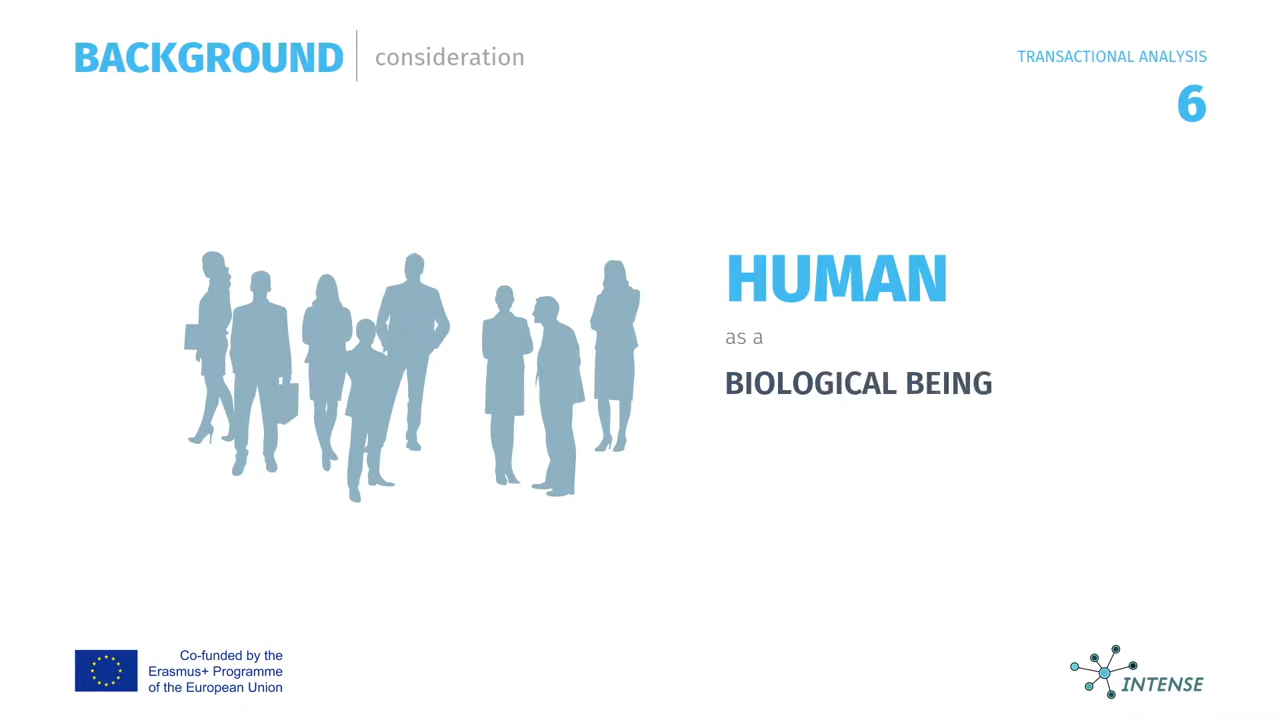 BACKGROUND
consideration
TRANSACTIONAL ANALYSIS
6
HUMAN
as a
BIOLOGICAL BEING
Co-funded by the
Erasmus+ Programme
of the European Union
INTENSE